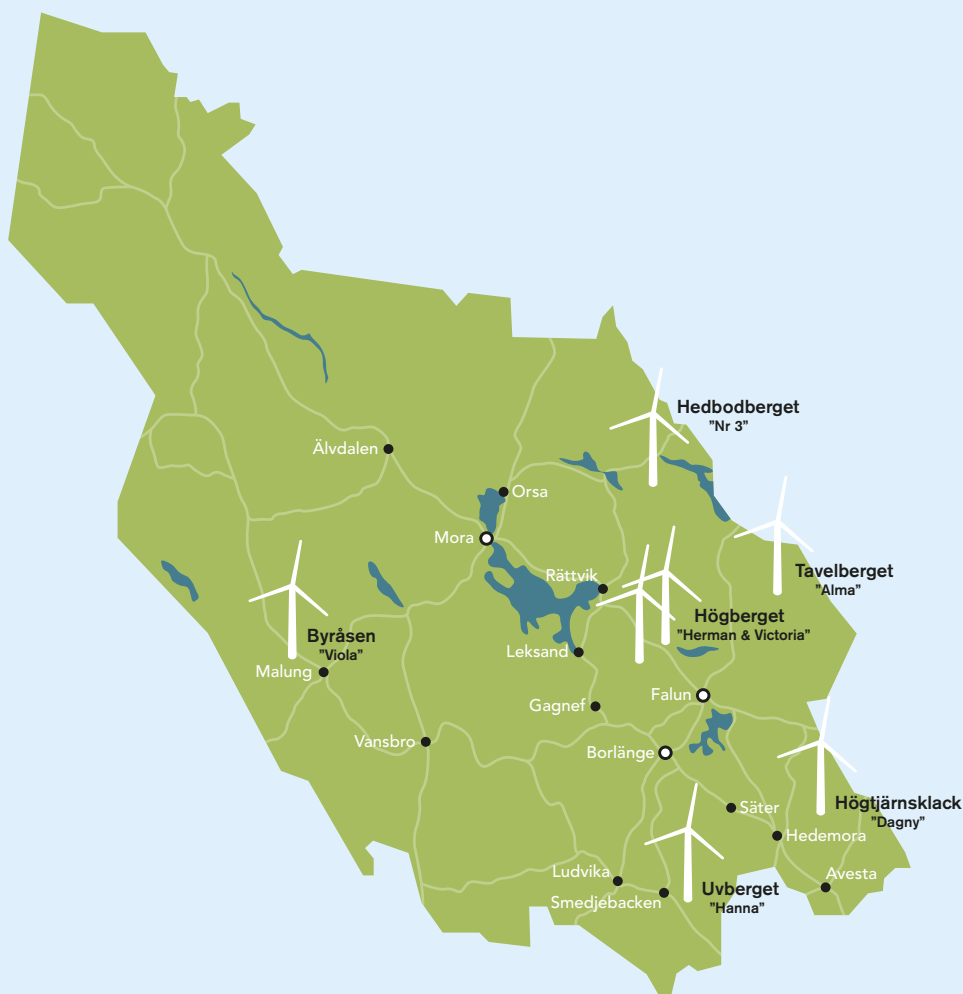 Hedbodberget
"Nr 3"
Älvdalen
Orsa
Mora
Tavelberget
"Alma"
Rättvik
Högberget
"Herman & Victoria"
Byråsen
"Viola"
Leksand
Malung
Falun
Gagnef
Vansbro
Borlänge
Högtjärnsklack
"Dagny"
Säter
Hedemora
Ludvika
Avesta
Uvberget
"Hanna"
Smedjebacken